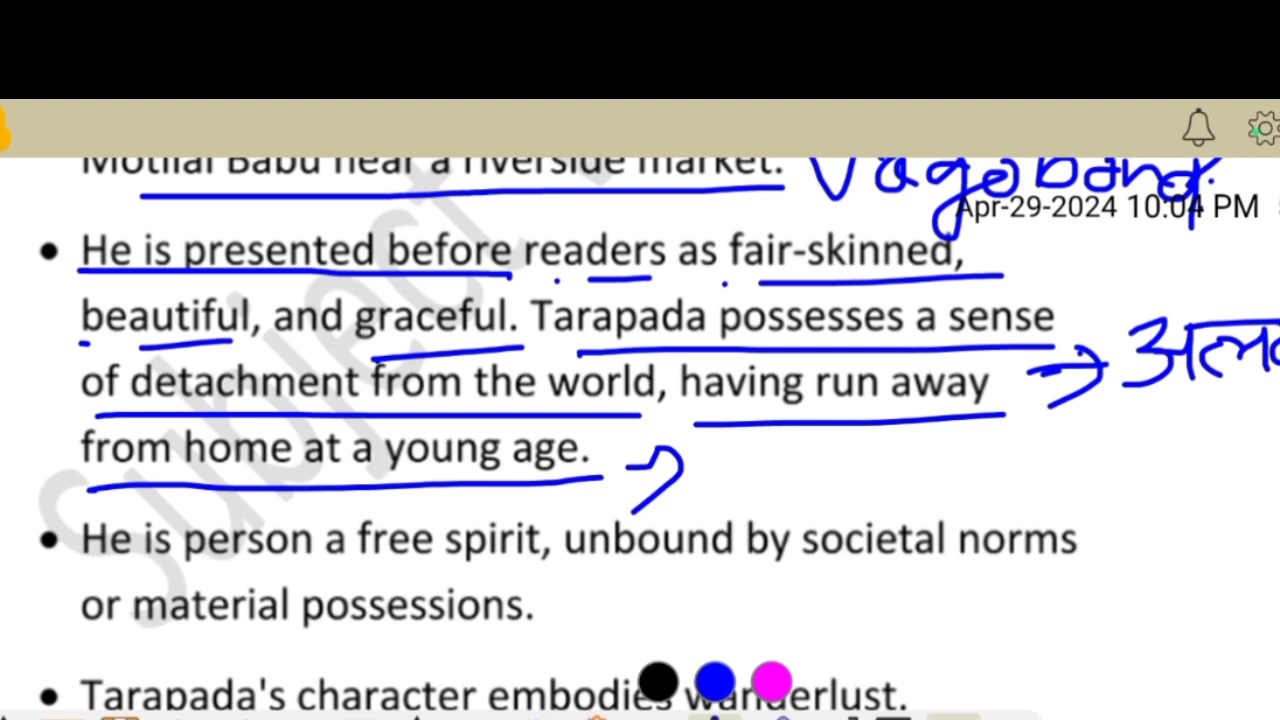 Motilal Babu near a riverside market. Vagobond.
Apr-29-2024 10:04 PM
• He is presented before readers as fair-skinned,
beautiful, and graceful. Tarapada possesses a sense
of detachment from the world, having run away
from home at a young age.
• He is person a free spirit, unbound by societal norms
or material possessions.
• Tarapada's character embodies wanderlust.
Subject